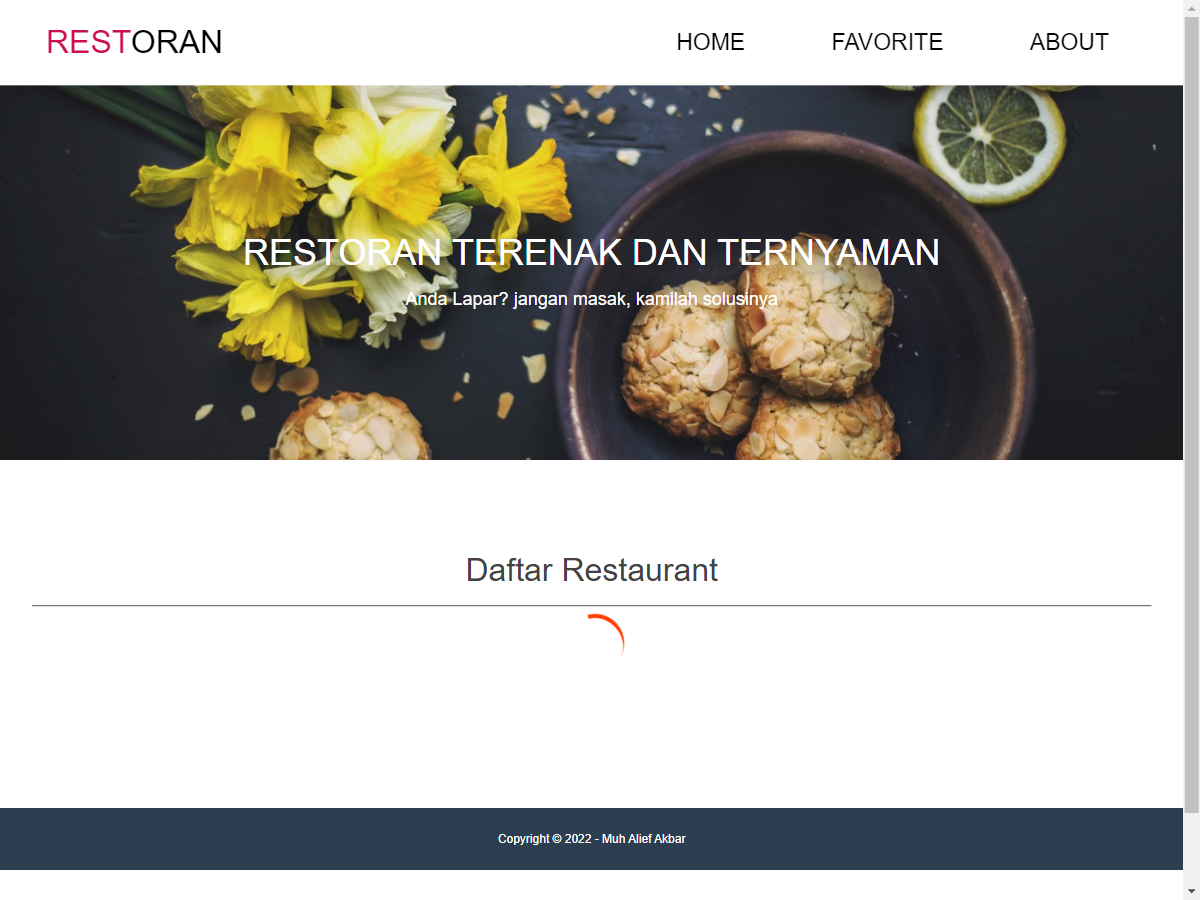 RESTORAN
HOME FAVORITE ABOUT
RESTORAN TERENAK DAN TERNYAMAN
Anda Lapar? jangan masak, kamilah solusinya
Daftar Restaurant
Copyright © 2022 - Muh Alief Akbar